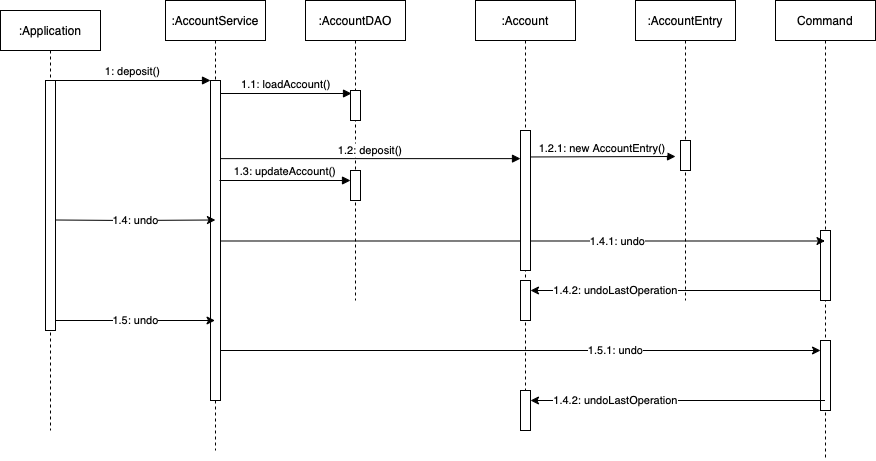 :Application
:AccountService
:AccountDAO
:Account
:AccountEntry
Command
1: deposit()
1.1: loadAccount()
1.2: deposit()
1.2.1: new AccountEntry()
1.3: updateAccount()
1.4: undo
1.4.1: undo
1.4.2: undoLastOperation
1.5: undo
1.5.1: undo
1.4.2: undoLastOperation